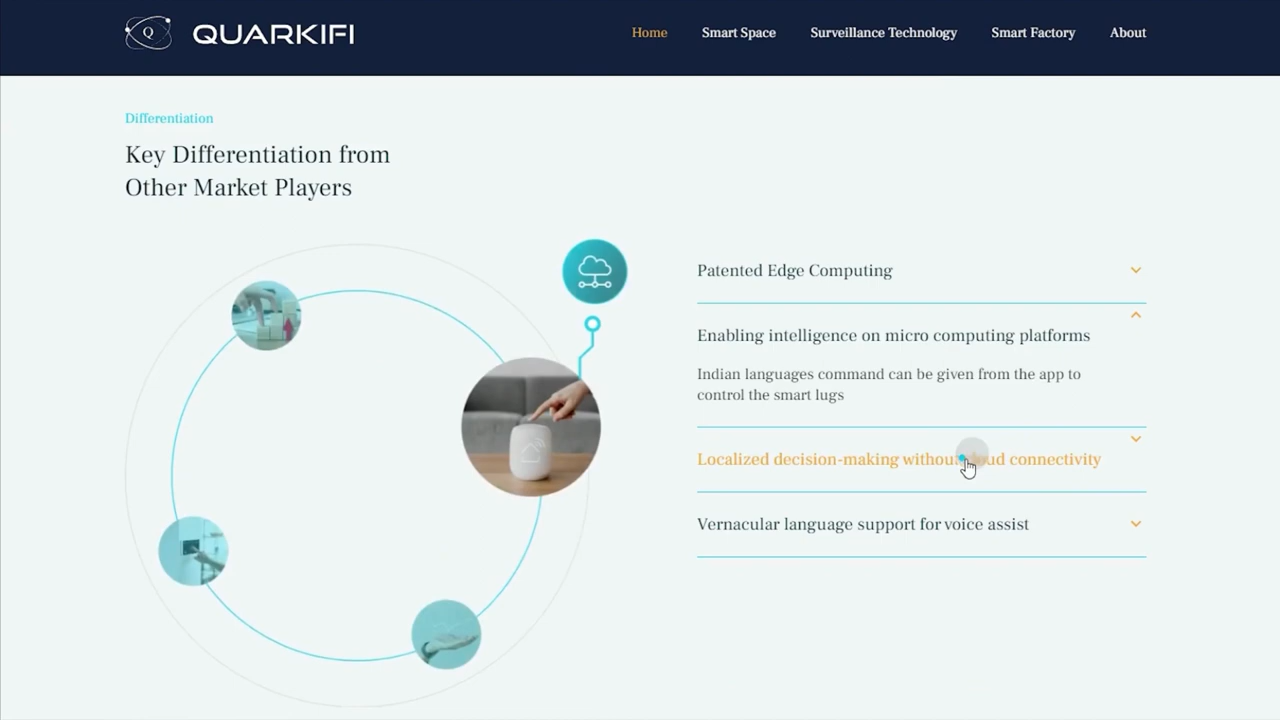 Q QUARKIFI
Home Smart Space Surveillance Technology Smart Factory About
Differentiation
Key Differentiation from
Other Market Players
Patented Edge Computing
Enabling intelligence on micro computing platforms
Indian languages command can be given from the app to
control the smart lugs
Localized decision-making without cloud connectivity
Vernacular language support for voice assist